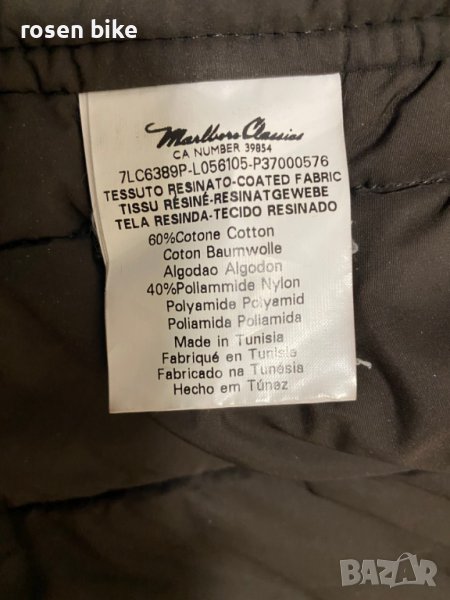 rosen bike
Marlboro Classics
CA NUMBER 39854
7LC6389P-L056105-P37000576
TESSUTO RESINATO-COATED FABRIC
TISSU RÉSINÉ-RESINATGEWEBE
TELA RESINDA-TECIDO RESINADO
60%Cotone Cotton
Coton Baumwolle
Algodao Algodon
40%Poliammide Nylon
Polyamide Polyamid
Poliamida Poliamida
Made in Tunisia
Fabriqué en Tunisie
Fabricado na Tunésia
Hecho em Túnez
BAZAR